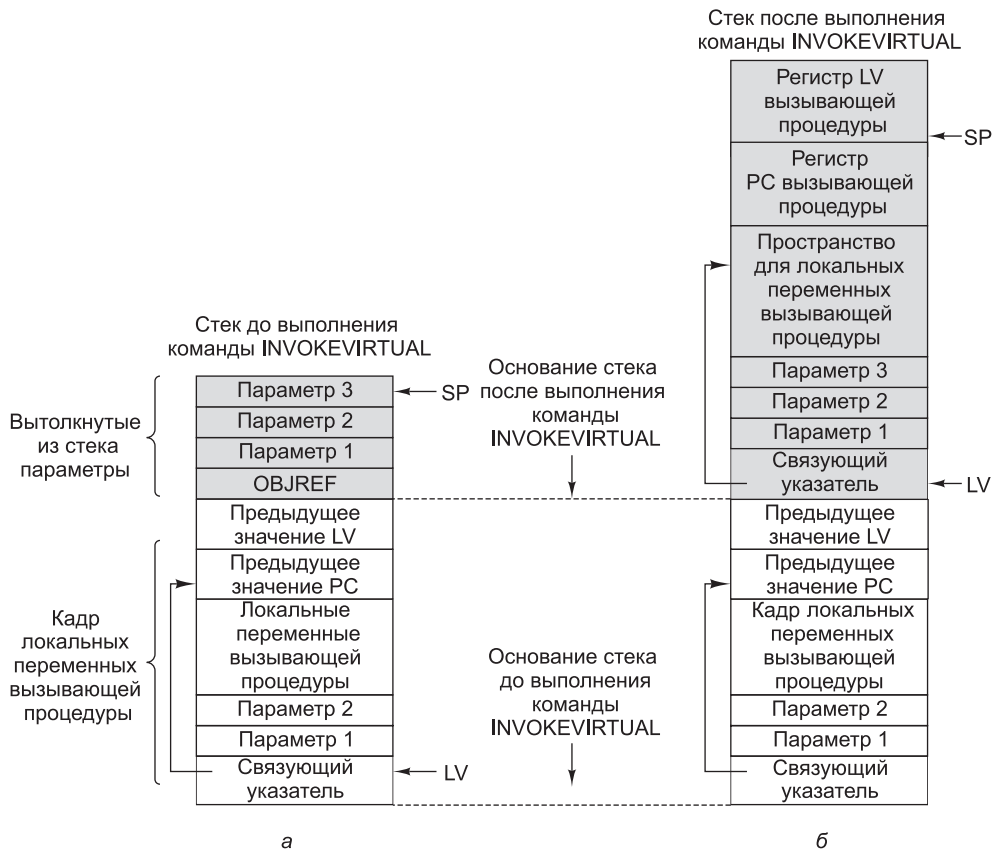 Стек после выполнения
команды INVOKEVIRTUAL
Регистр LV
вызывающей
процедуры
SP
Регистр
PC вызывающей
процедуры
Пространство
для локальных
переменных
вызывающей
процедуры
Параметр 3
Параметр 2
Параметр 1
Связующий
указатель
LV
Предыдущее
значение LV
Предыдущее
значение PC
Кадр локальных
переменных
вызывающей
процедуры
Параметр 2
Параметр 1
Связующий
указатель
б
Стек до выполнения
команды INVOKEVIRTUAL
Вытолкнутые
из стека
параметры
Параметр 3
SP
Параметр 2
Параметр 1
OBJREF
Предыдущее
значение LV
Кадр
локальных
переменных
вызывающей
процедуры
Предыдущее
значение PC
Локальные
переменные
вызывающей
процедуры
Параметр 2
Параметр 1
Связующий
указатель
LV
а
Основание стека
после выполнения
команды
INVOKEVIRTUAL
Основание стека
до выполнения
команды
INVOKEVIRTUAL